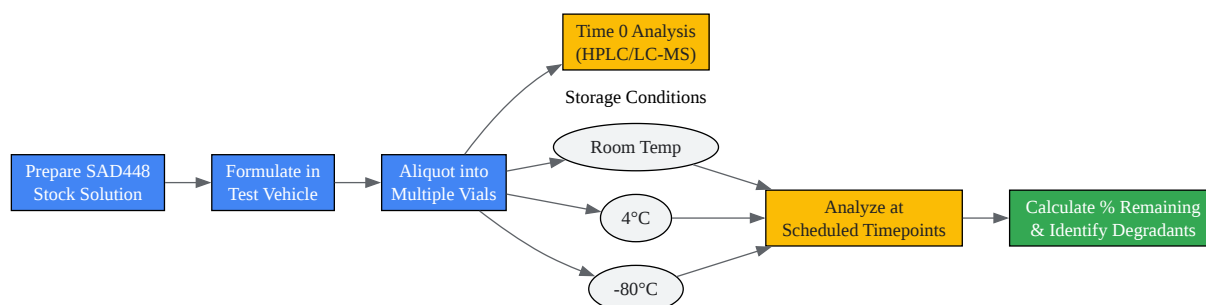 Prepare SAD448
Stock Solution
Formulate in
Test Vehicle
Aliquot into
Multiple Vials
Time 0 Analysis
(HPLC/LC-MS)
Storage Conditions
Room Temp
4°C
-80°C
Analyze at
Scheduled Timepoints
Calculate % Remaining
& Identify Degradants